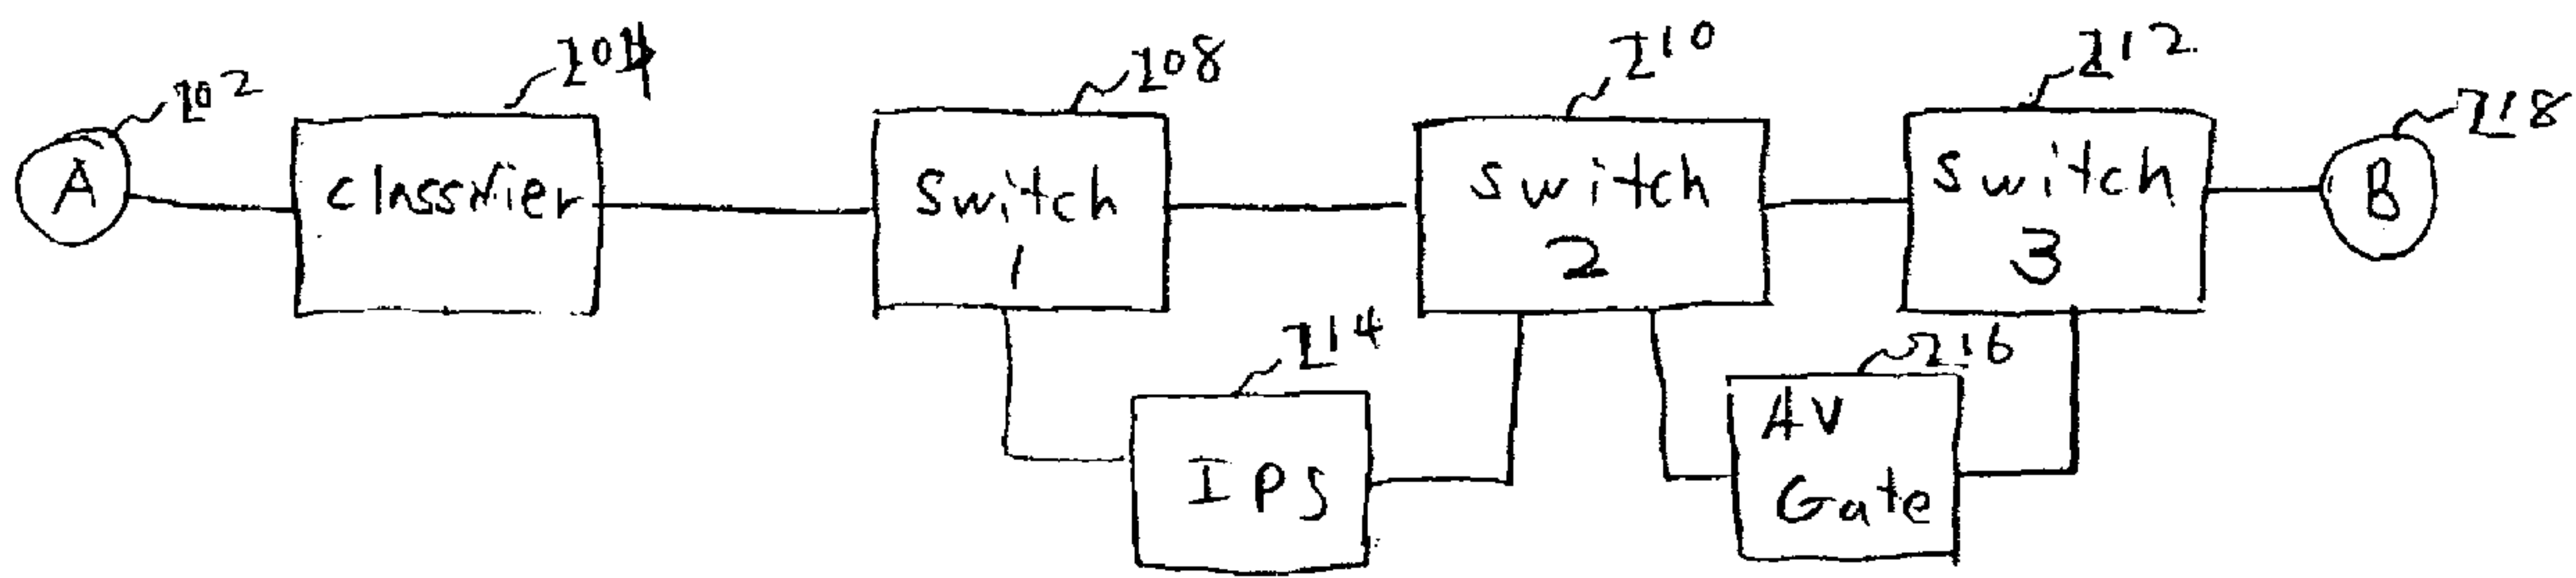 202
204
208
210
212
218
A
Classifier
Switch
1
Switch
2
Switch
3
B
214
216
IPS
AV
Gate